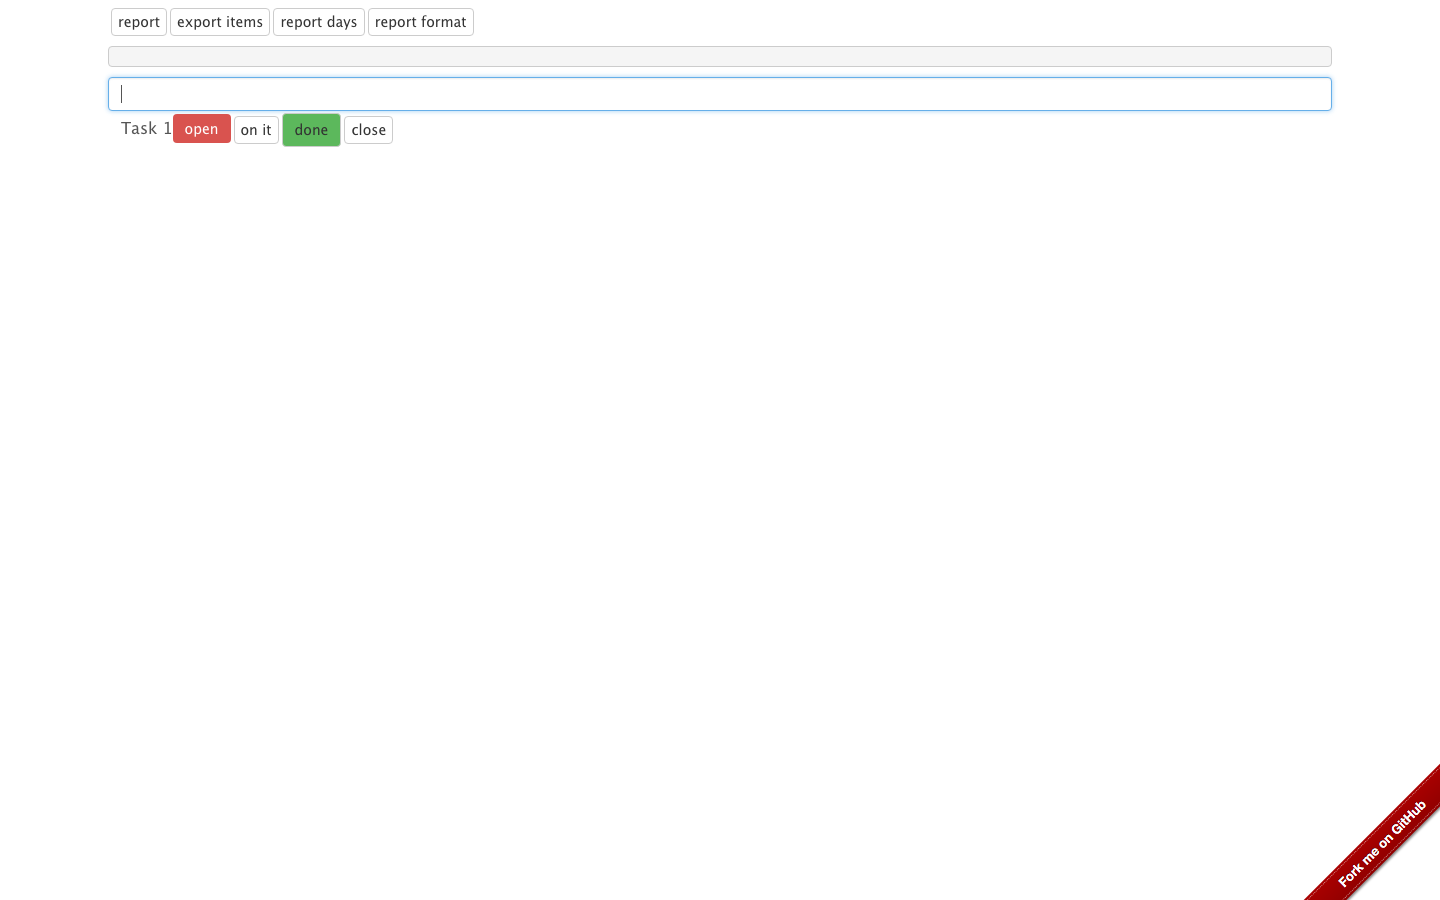 report export items report days report format
Task 1 open on it done close
Fork me on GitHub